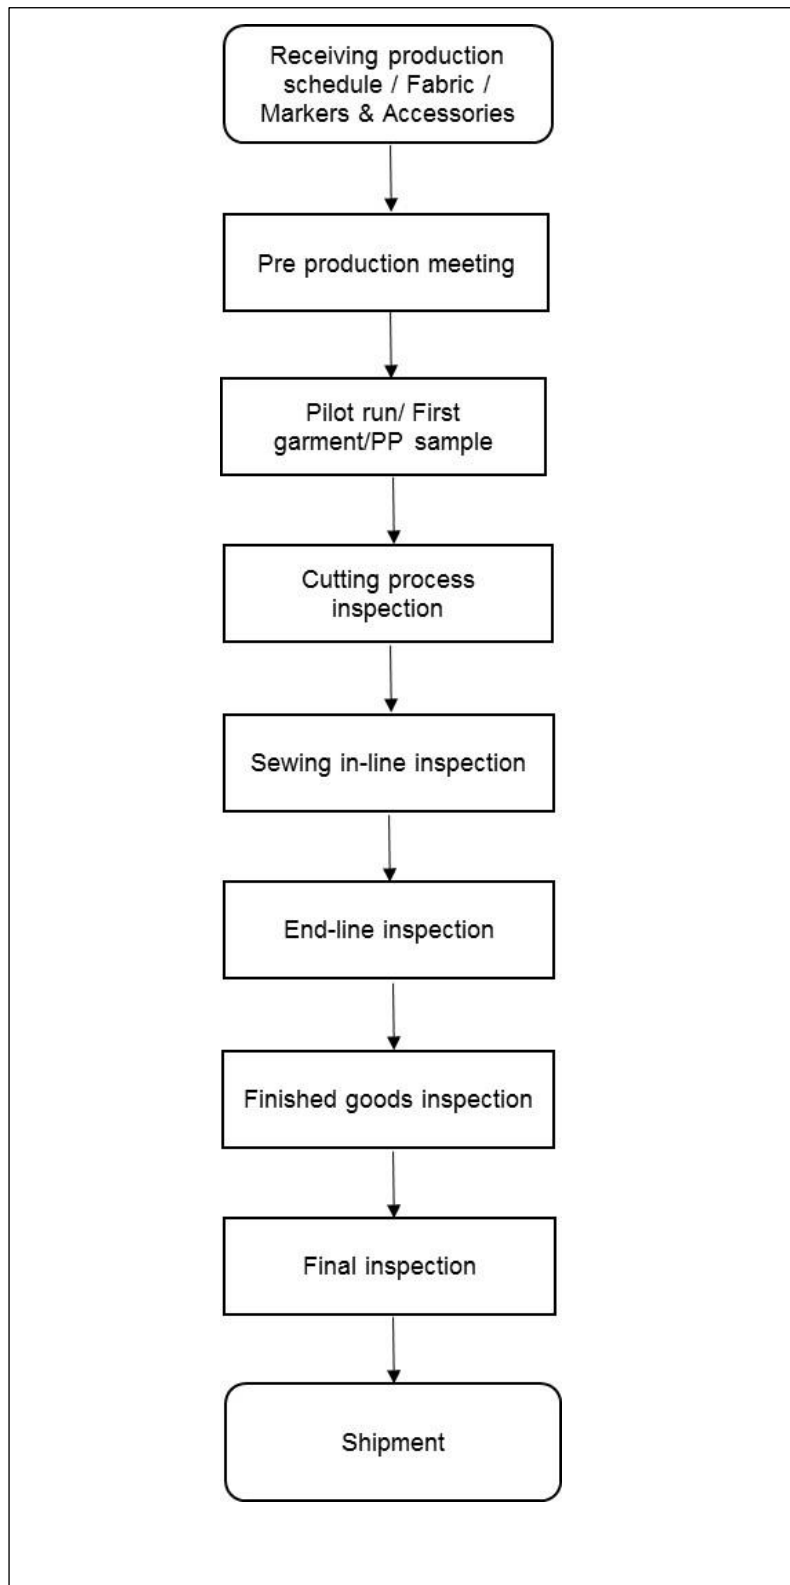 Receiving production
schedule / Fabric /
Markers & Accessories
Pre production meeting
Pilot run/ First
garment/PP sample
Cutting process
inspection
Sewing in-line inspection
End-line inspection
Finished goods inspection
Final inspection
Shipment